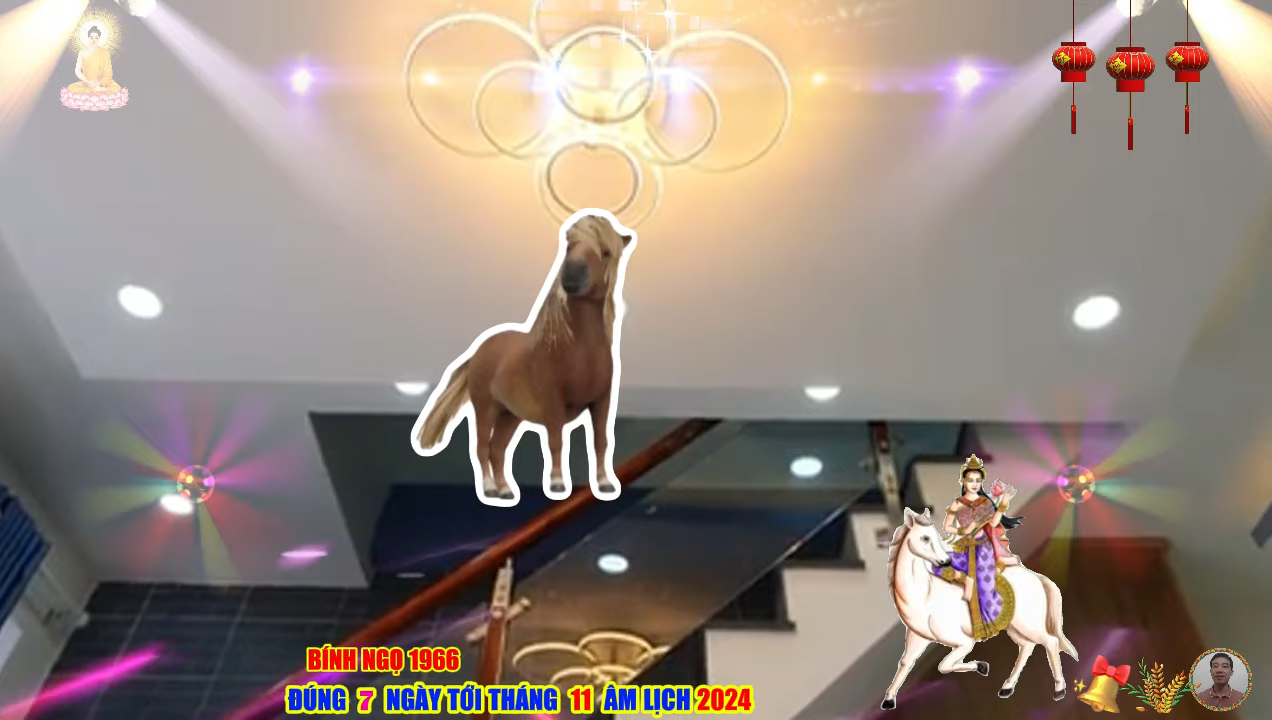 BÍNH NGỌ 1966
ĐÚNG 7 NGÀY TỚI THÁNG 11 ÂM LỊCH 2024